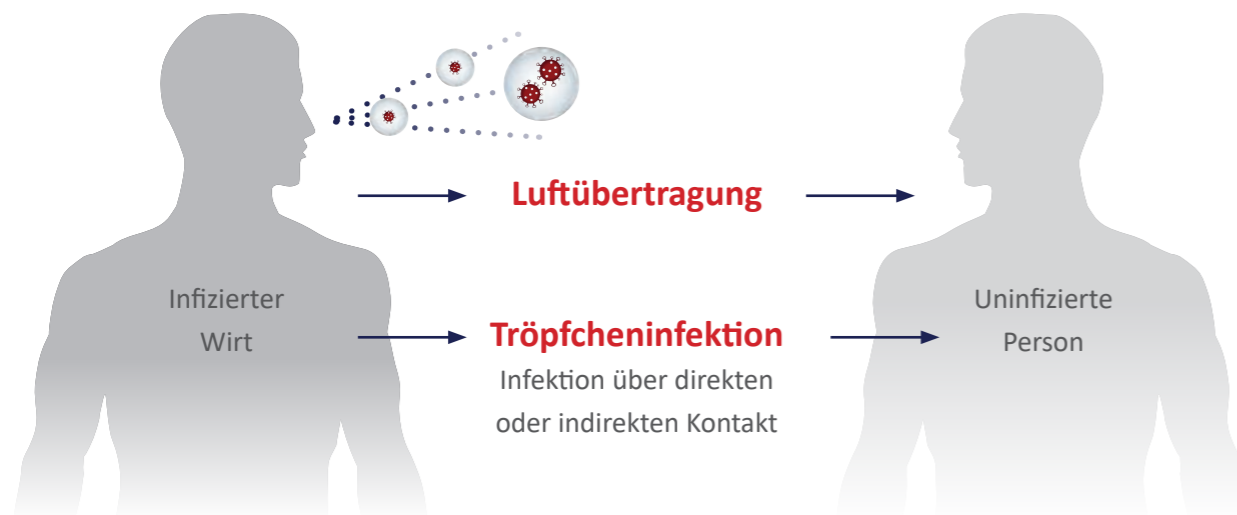 Luftübertragung
Infizierter
Wirt
Tröpfcheninfektion
Infektion über direkten
oder indirekten Kontakt
Uninfizierte
Person